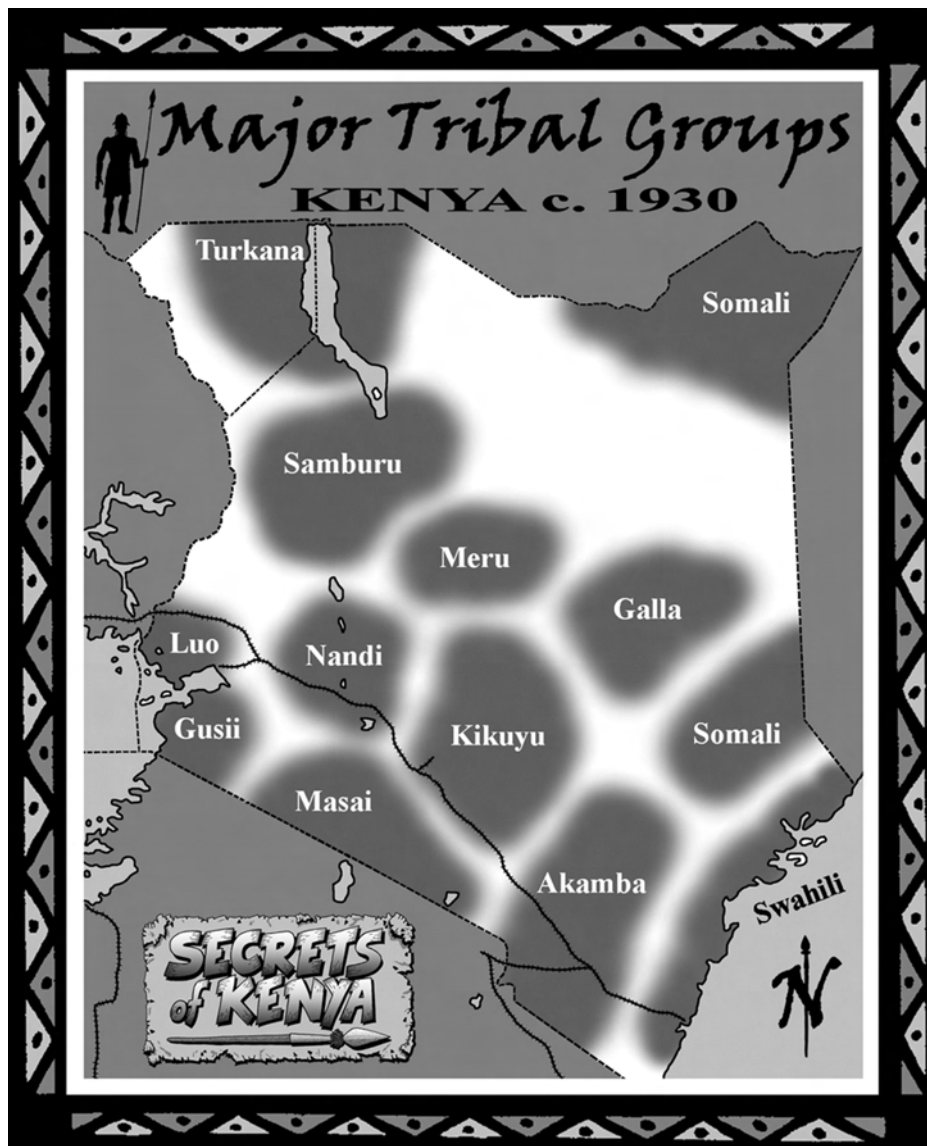 Major Tribal Groups
KENYA c. 1930
Turkana
Somali
Samburu
Meru
Galla
Luo
Nandi
Gusii
Kikuyu
Somali
Masai
Akamba
Swahili
SECRETS
of KENYA
N